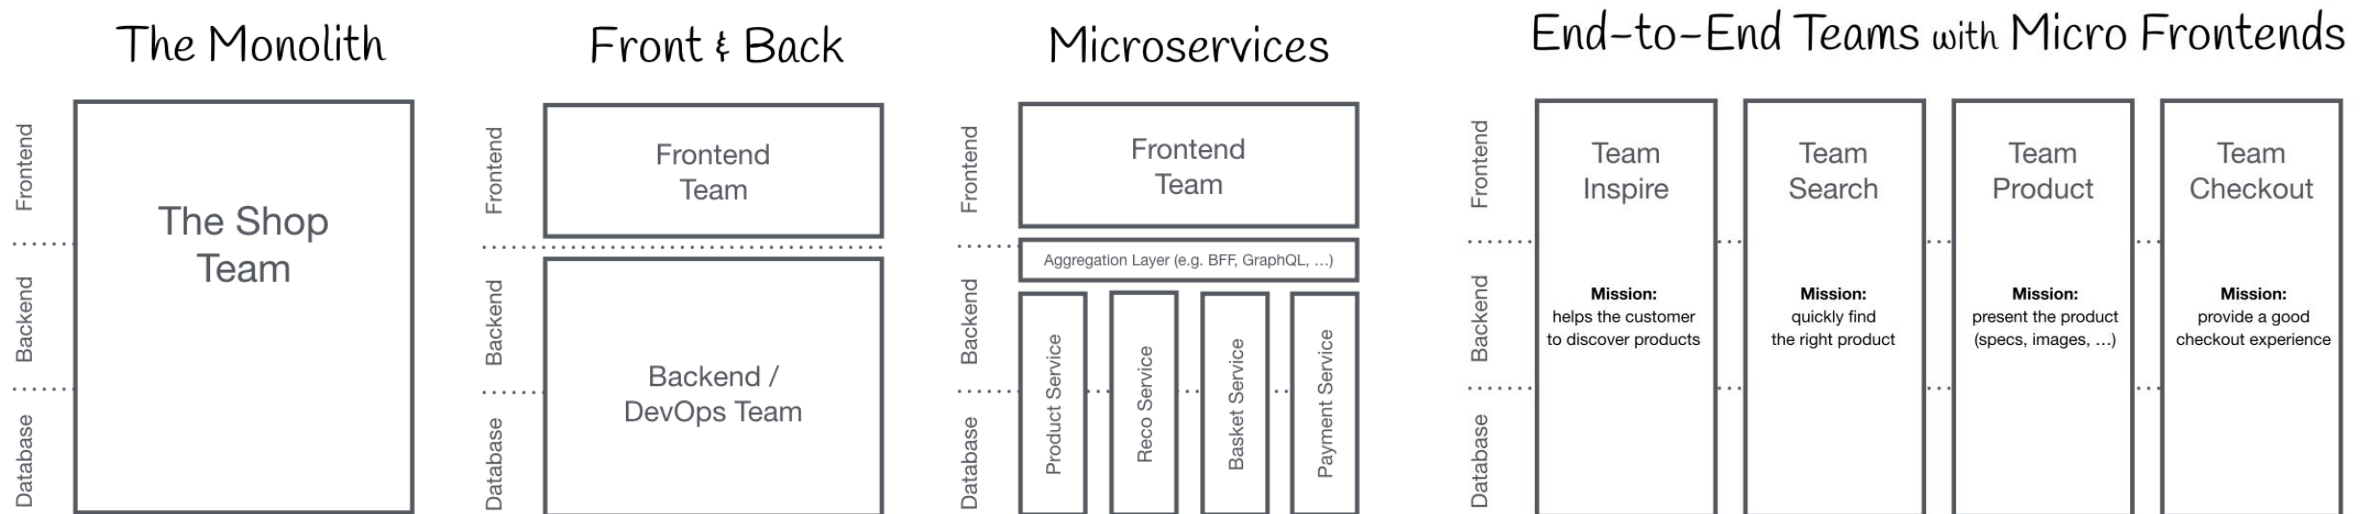 The Monolith
Frontend
Backend
Database
The Shop
Team
Front & Back
Frontend
Backend
Database
Frontend
Team
Backend /
DevOps Team
Microservices
Frontend
Backend
Database
Frontend
Team
Aggregation Layer (e.g. BFF, GraphQL, ...)
Product Service
Reco Service
Basket Service
Payment Service
End-to-End Teams with Micro Frontends
Frontend
Backend
Database
Team
Inspire
Mission:
helps the customer
to discover products
Team
Search
Mission:
quickly find
the right product
Team
Product
Mission:
present the product
(specs, images, ...)
Team
Checkout
Mission:
provide a good
checkout experience